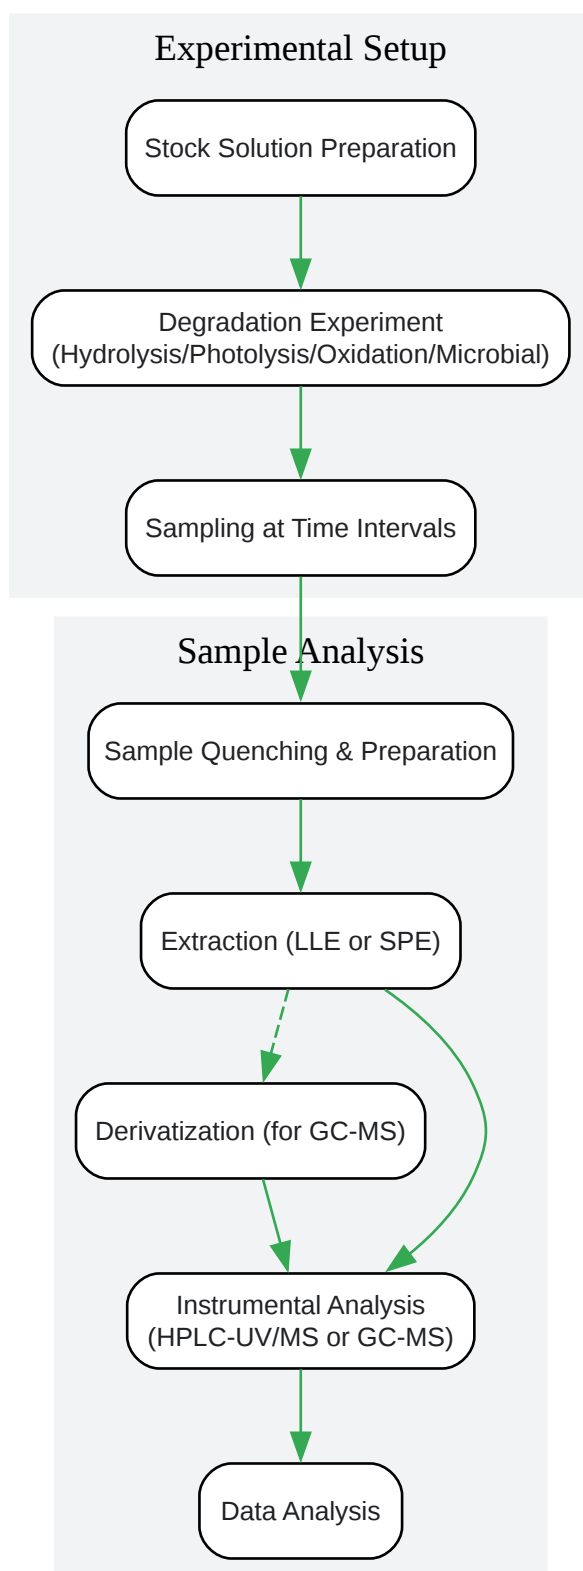 Experimental Setup
Stock Solution Preparation
Degradation Experiment
(Hydrolysis/Photolysis/Oxidation/Microbial)
Sampling at Time Intervals
Sample Analysis
Sample Quenching & Preparation
Extraction (LLE or SPE)
Derivatization (for GC-MS)
Instrumental Analysis
(HPLC-UV/MS or GC-MS)
Data Analysis